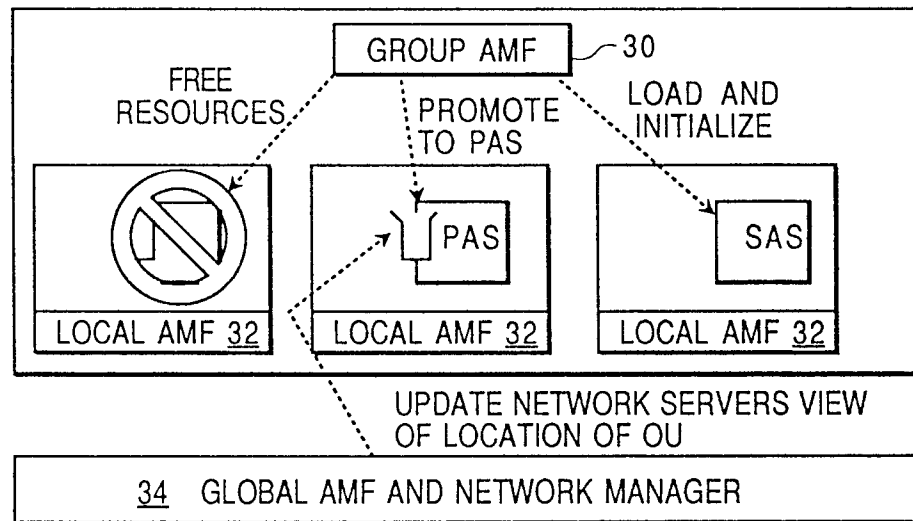 GROUP AMF
30
FREE
RESOURCES
PROMOTE
TO PAS
LOAD AND
INITIALIZE
PAS
SAS
LOCAL AMF 32
LOCAL AMF 32
LOCAL AMF 32
UPDATE NETWORK SERVERS VIEW
OF LOCATION OF OU
34 GLOBAL AMF AND NETWORK MANAGER